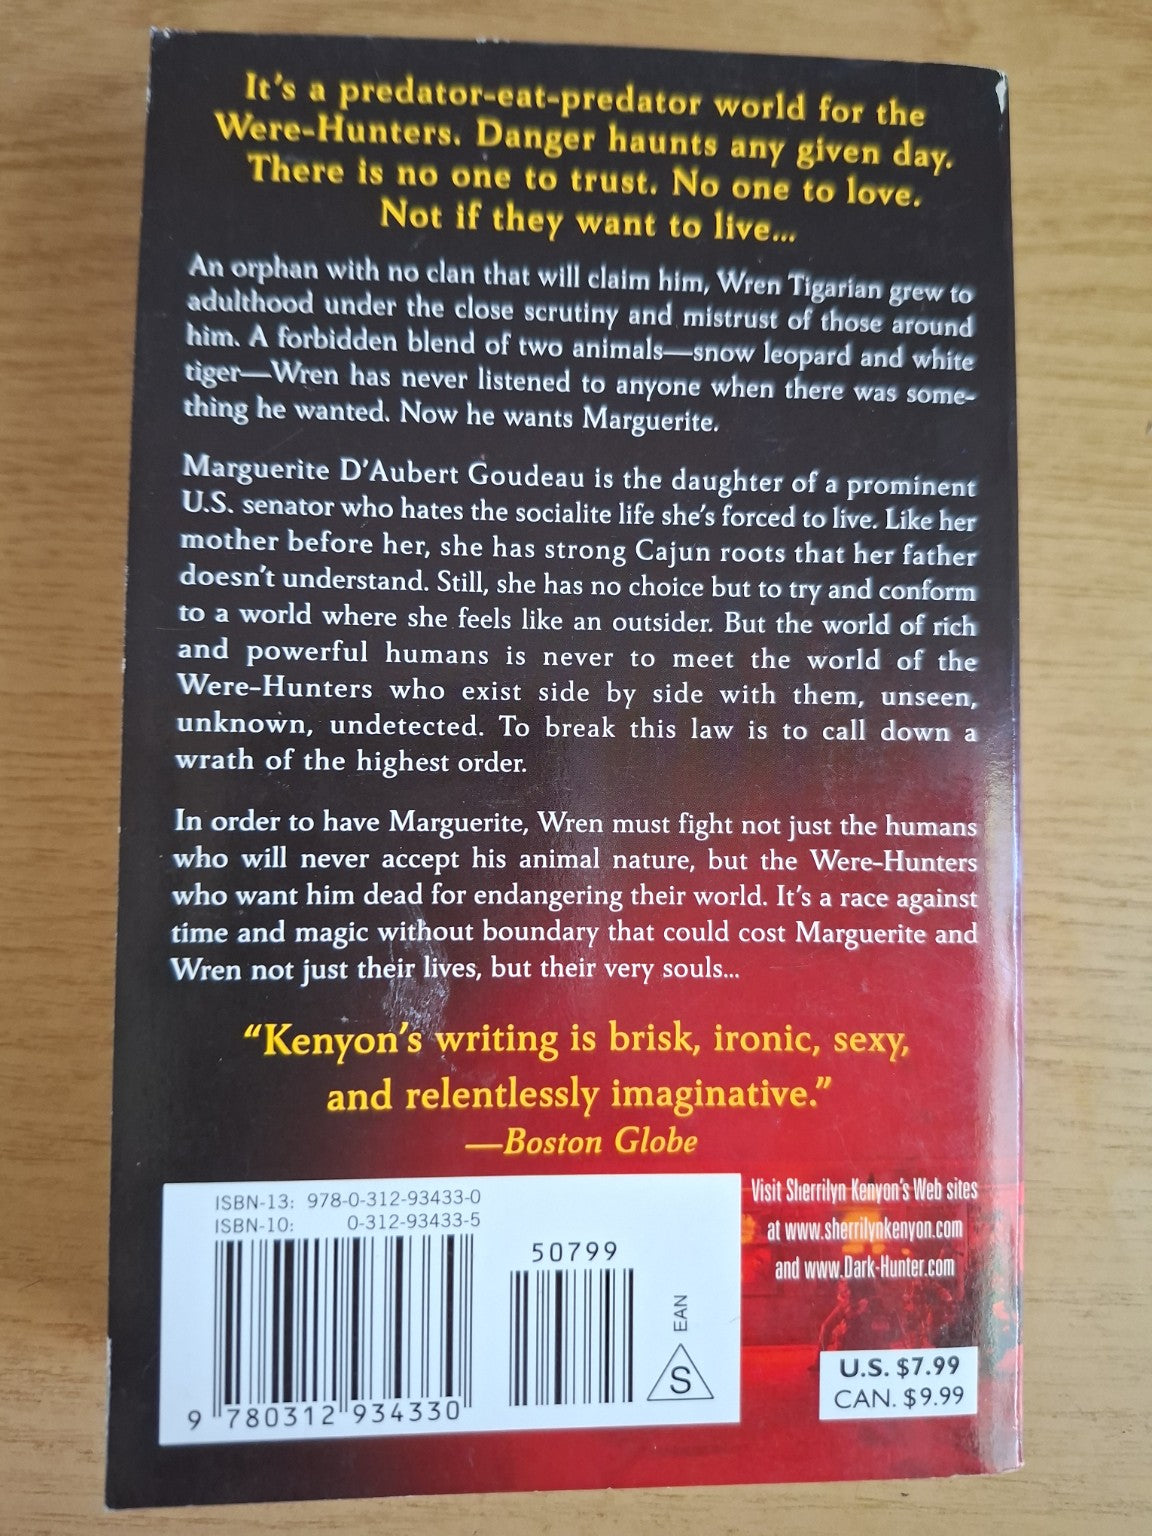 It's a predator-eat-predator world for the
Were-Hunters. Danger haunts any given day.
There is no one to trust. No one to love.
Not if they want to live...
An orphan with no clan that will claim him, Wren Tigarian grew to
adulthood under the close scrutiny and mistrust of those around
him. A forbidden blend of two animals—snow leopard and white
tiger—Wren has never listened to anyone when there was some-
thing he wanted. Now he wants Marguerite.
Marguerite D'Aubert Goudeau is the daughter of a prominent
U.S. senator who hates the socialite life she's forced to live. Like her
mother before her, she has strong Cajun roots that her father
doesn't understand. Still, she has no choice but to try and conform
to a world where she feels like an outsider. But the world of rich
and powerful humans is never to meet the world of the
Were-Hunters who exist side by side with them, unseen,
unknown, undetected. To break this law is to call down a
wrath of the highest order.
In order to have Marguerite, Wren must fight not just the humans
who will never accept his animal nature, but the Were-Hunters
who want him dead for endangering their world. It's a race against
time and magic without boundary that could cost Marguerite and
Wren not just their lives, but their very souls...
"Kenyon's writing is brisk, ironic, sexy,
and relentlessly imaginative."
—Boston Globe
ISBN-13: 978-0-312-93433-0
ISBN-10: 0-312-93433-5
50799
EAN
S
9 780312 934330
Visit Sherrilyn Kenyon's Web sites
at www.sherrilynkenyon.com
and www.Dark-Hunter.com
U.S. $7.99
CAN. $9.99